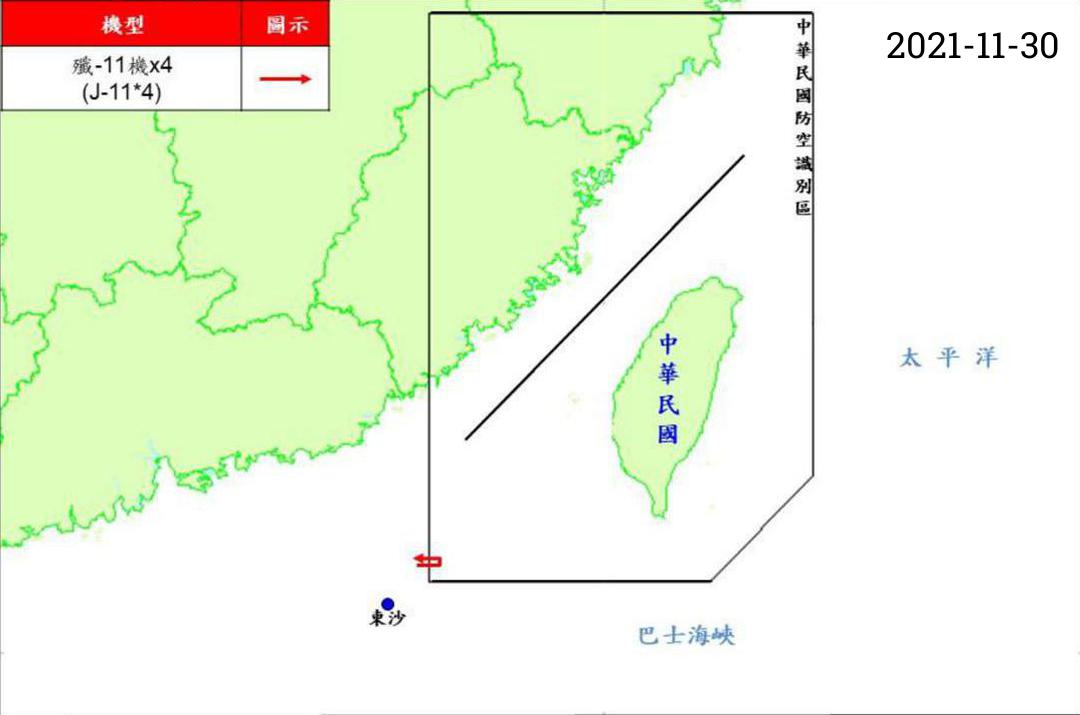 機型 圖示
殲-11機x4
(J-11*4)
2021-11-30
中華民國防空識別區
中華民國
太平洋
東沙
巴士海峽